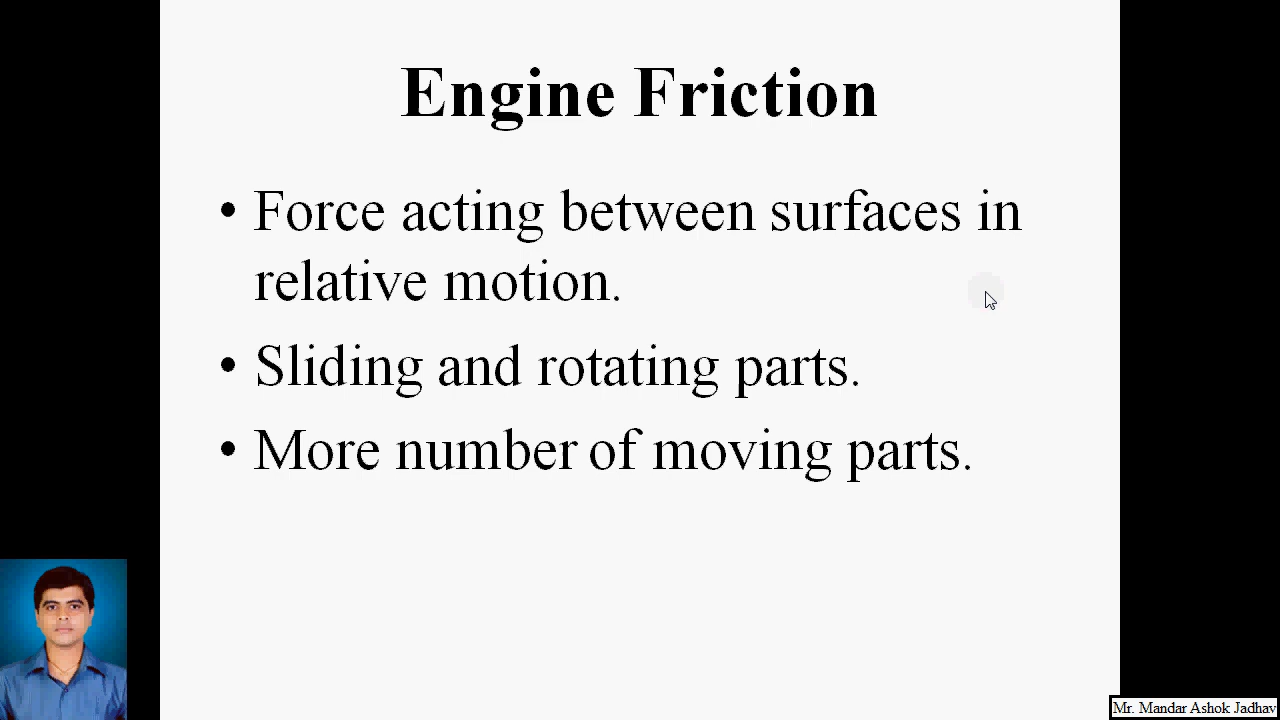 Engine Friction
• Force acting between surfaces in
relative motion.
• Sliding and rotating parts.
• More number of moving parts.
Mr. Mandar Ashok Jadhav